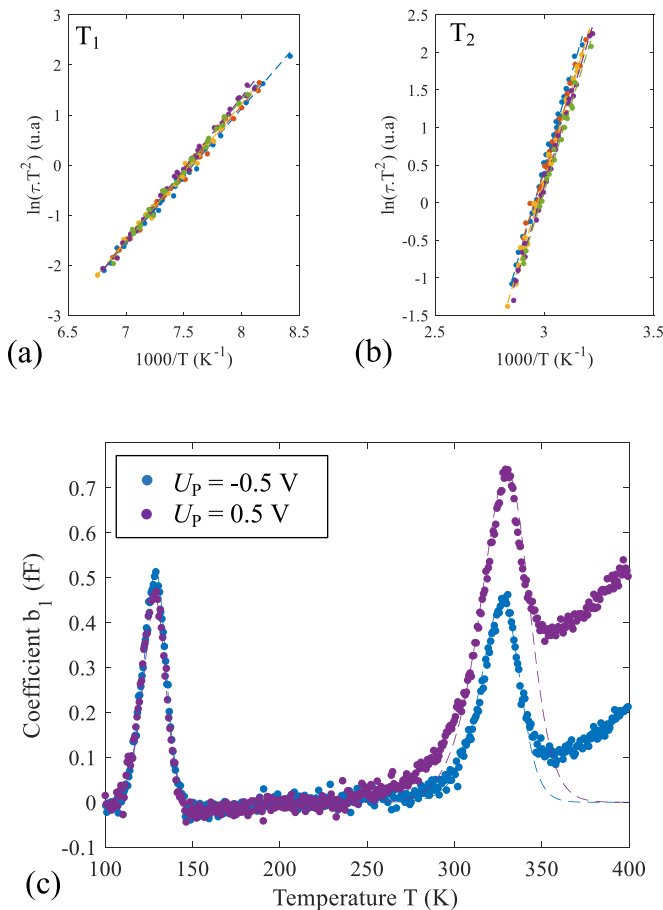 T1
ln(τ.T2) (u.a)
3
2
1
0
-1
-2
-3
6.5 7 7.5 8 8.5
1000/T (K-1)
(a)
T2
ln(τ.T2) (u.a)
2.5
2
1.5
1
0.5
0
-0.5
-1
-1.5
2.5 3 3.5
1000/T (K-1)
(b)
UP = -0.5 V
UP = 0.5 V
Coefficient b1 (fF)
0.7
0.6
0.5
0.4
0.3
0.2
0.1
0
-0.1
100 150 200 250 300 350 400
Temperature T (K)
(c)